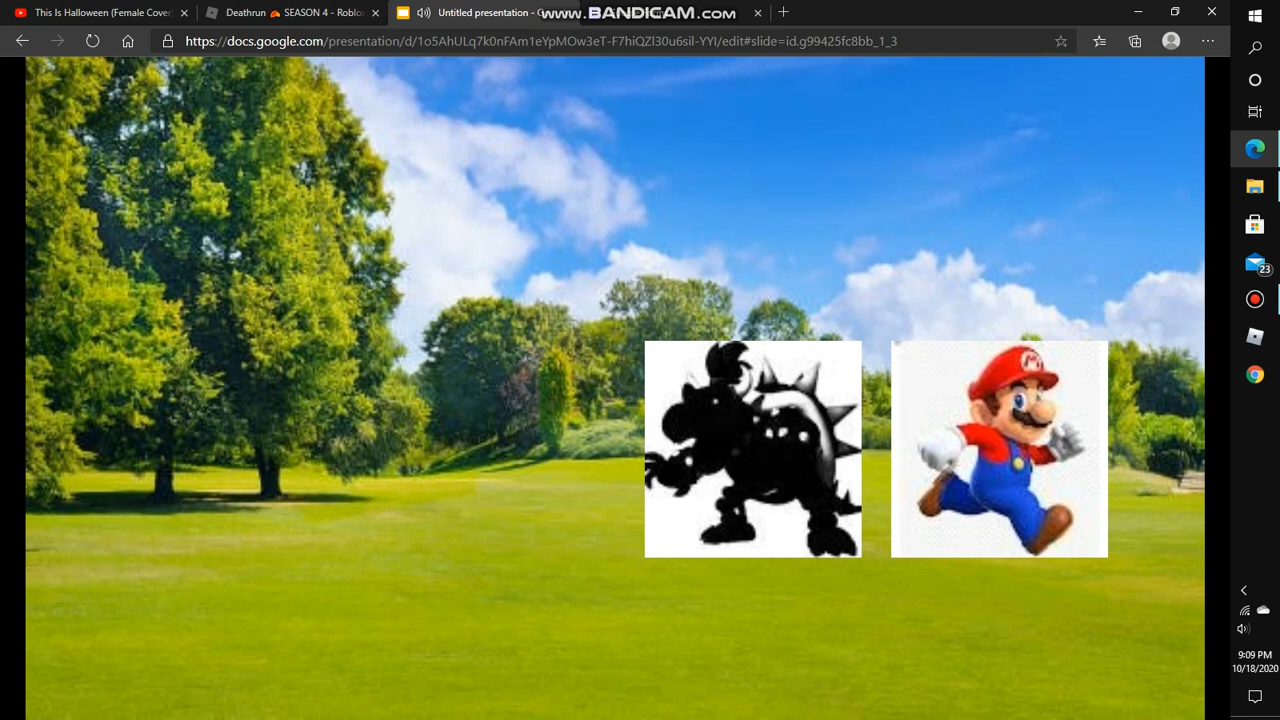 This Is Halloween (Female Cover)
Deathrun SEASON 4 - Roblox
Untitled presentation - G
www.BANDICAM.com
https://docs.google.com/presentation/d/1o5AhULq7k0nFAm1eYpMOw3eT-F7hiQZl30u6sil-YYI/edit#slide=id.g99425fc8bb_1_3
M
23
9:09 PM
10/18/2020